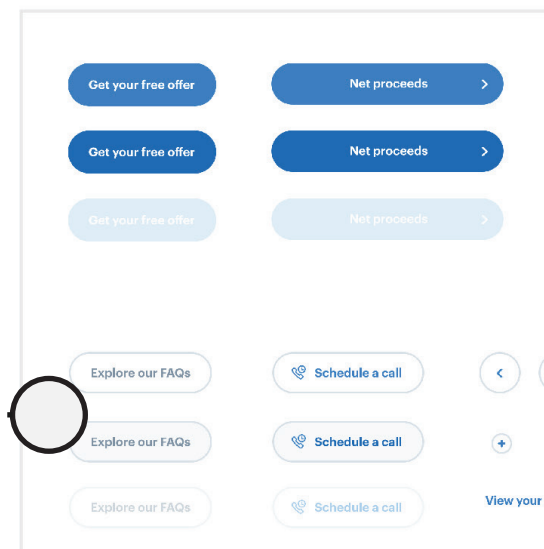 Get your free offer
Net proceeds
Get your free offer
Net proceeds
Get your free offer
Net proceeds
Explore our FAQs
Schedule a call
Explore our FAQs
Schedule a call
Explore our FAQs
Schedule a call
View your